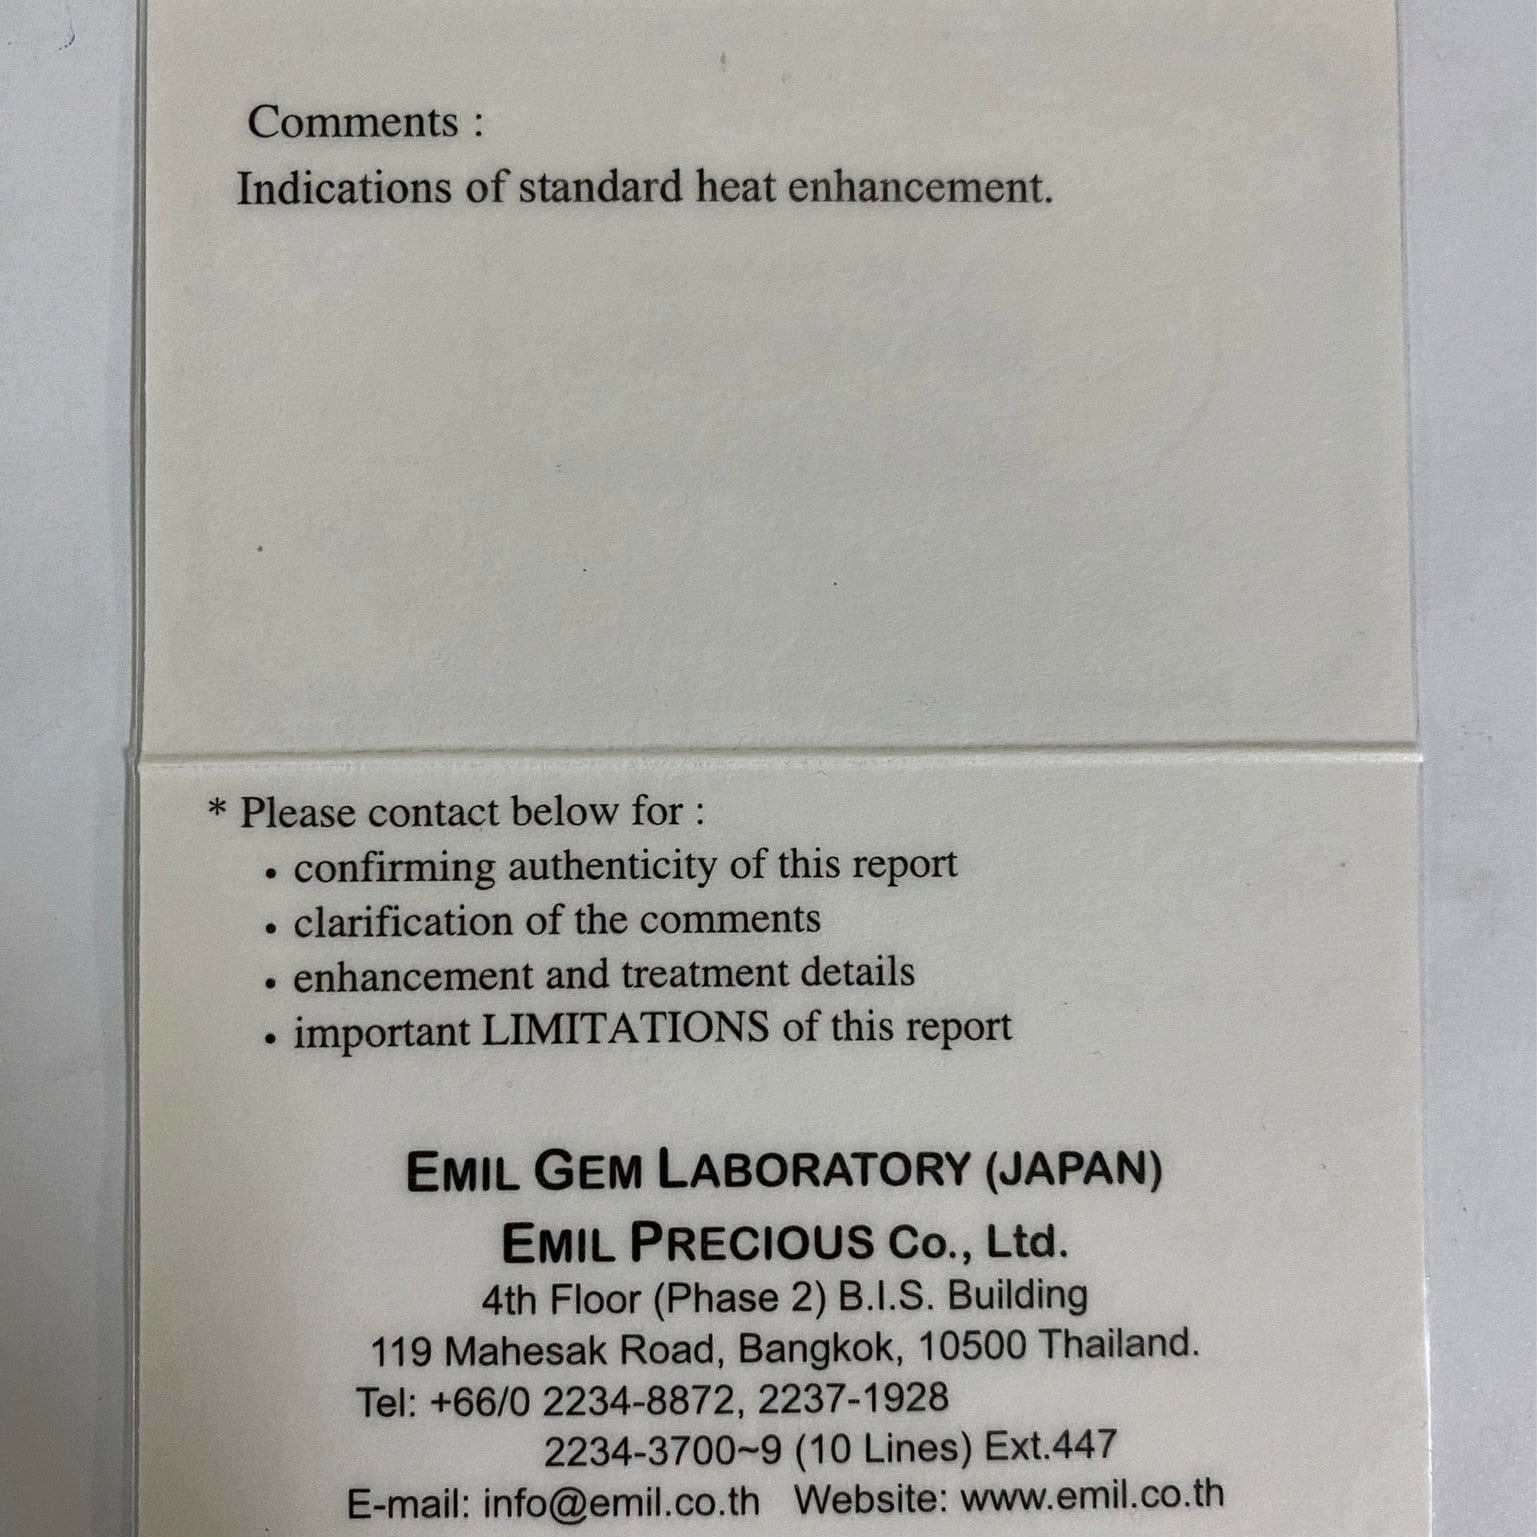 Comments :
Indications of standard heat enhancement.
* Please contact below for :
• confirming authenticity of this report
• clarification of the comments
• enhancement and treatment details
• important LIMITATIONS of this report
EMIL GEM LABORATORY (JAPAN)
EMIL PRECIOUS Co., Ltd.
4th Floor (Phase 2) B.I.S. Building
119 Mahesak Road, Bangkok, 10500 Thailand.
Tel: +66/0 2234-8872, 2237-1928
2234-3700~9 (10 Lines) Ext.447
E-mail: info@emil.co.th Website: www.emil.co.th